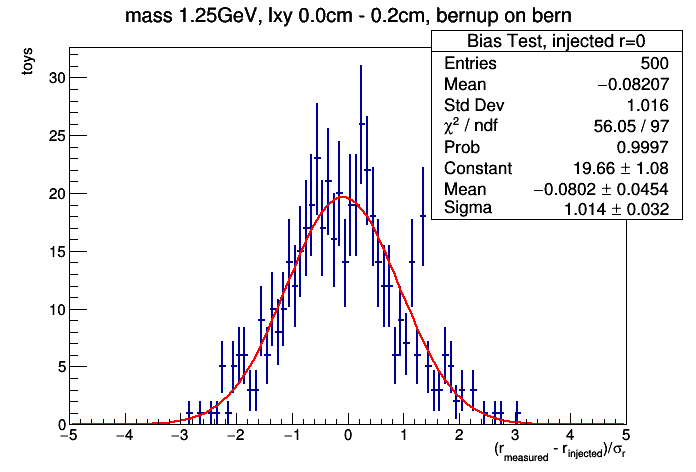 mass 1.25GeV, lxy 0.0cm - 0.2cm, bernup on bern
toys
Bias Test, injected r=0
Entries 500
Mean −0.08207
Std Dev 1.016
χ² / ndf 56.05 / 97
Prob 0.9997
Constant 19.66 ± 1.08
Mean −0.0802 ± 0.0454
Sigma 1.014 ± 0.032
30
25
20
15
10
5
0
−5 −4 −3 −2 −1 0 1 2 3 4 5
(r_measured - r_injected)/σ_r